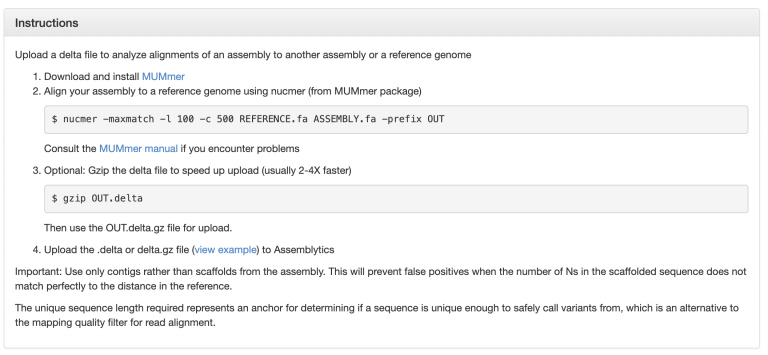 Instructions
Upload a delta file to analyze alignments of an assembly to another assembly or a reference genome
1. Download and install MUMmer
2. Align your assembly to a reference genome using nucmer (from MUMmer package)
$ nucmer -maxmatch -l 100 -c 500 REFERENCE.fa ASSEMBLY.fa -prefix OUT
Consult the MUMmer manual if you encounter problems
3. Optional: Gzip the delta file to speed up upload (usually 2-4X faster)
$ gzip OUT.delta
Then use the OUT.delta.gz file for upload.
4. Upload the .delta or delta.gz file (view example) to Assemblytics
Important: Use only contigs rather than scaffolds from the assembly. This will prevent false positives when the number of Ns in the scaffolded sequence does not
match perfectly to the distance in the reference.
The unique sequence length required represents an anchor for determining if a sequence is unique enough to safely call variants from, which is an alternative to
the mapping quality filter for read alignment.